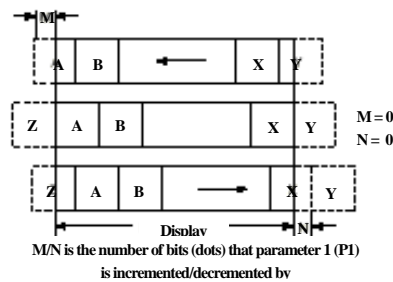 M
A B X Y
Z A B X Y M = 0
N = 0
Z A B X Y
Display N
M/N is the number of bits (dots) that parameter 1 (P1)
is incremented/decremented by